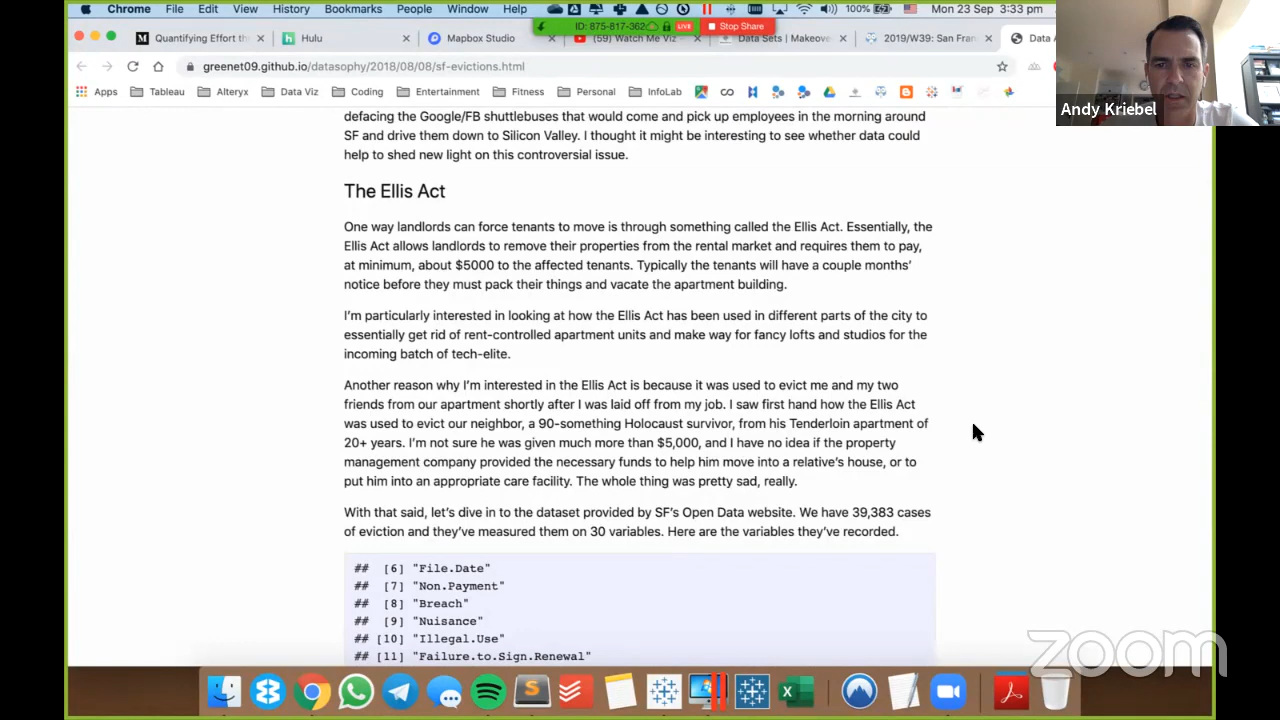 Chrome File Edit View History Bookmarks People Window Help 100% Mon 23 Sep 3:33 pm
ID: 875-817-362 LIVE Stop Share
Quantifying Effort th
Hulu
Mapbox Studio
(59) Watch Me Viz -
Data Sets | Makeove
2019/W39: San Fran
Data A
greenet09.github.io/datasophy/2018/08/08/sf-evictions.html
Apps Tableau Alteryx Data Viz Coding Entertainment Fitness Personal InfoLab
Andy Kriebel
defacing the Google/FB shuttlebuses that would come and pick up employees in the morning around
SF and drive them down to Silicon Valley. I thought it might be interesting to see whether data could
help to shed new light on this controversial issue.
The Ellis Act
One way landlords can force tenants to move is through something called the Ellis Act. Essentially, the
Ellis Act allows landlords to remove their properties from the rental market and requires them to pay,
at minimum, about $5000 to the affected tenants. Typically the tenants will have a couple months'
notice before they must pack their things and vacate the apartment building.
I'm particularly interested in looking at how the Ellis Act has been used in different parts of the city to
essentially get rid of rent-controlled apartment units and make way for fancy lofts and studios for the
incoming batch of tech-elite.
Another reason why I'm interested in the Ellis Act is because it was used to evict me and my two
friends from our apartment shortly after I was laid off from my job. I saw first hand how the Ellis Act
was used to evict our neighbor, a 90-something Holocaust survivor, from his Tenderloin apartment of
20+ years. I'm not sure he was given much more than $5,000, and I have no idea if the property
management company provided the necessary funds to help him move into a relative's house, or to
put him into an appropriate care facility. The whole thing was pretty sad, really.
With that said, let's dive in to the dataset provided by SF's Open Data website. We have 39,383 cases
of eviction and they've measured them on 30 variables. Here are the variables they've recorded.
## [6] "File.Date"
## [7] "Non.Payment"
## [8] "Breach"
## [9] "Nuisance"
## [10] "Illegal.Use"
## [11] "Failure.to.Sign.Renewal"
zoom